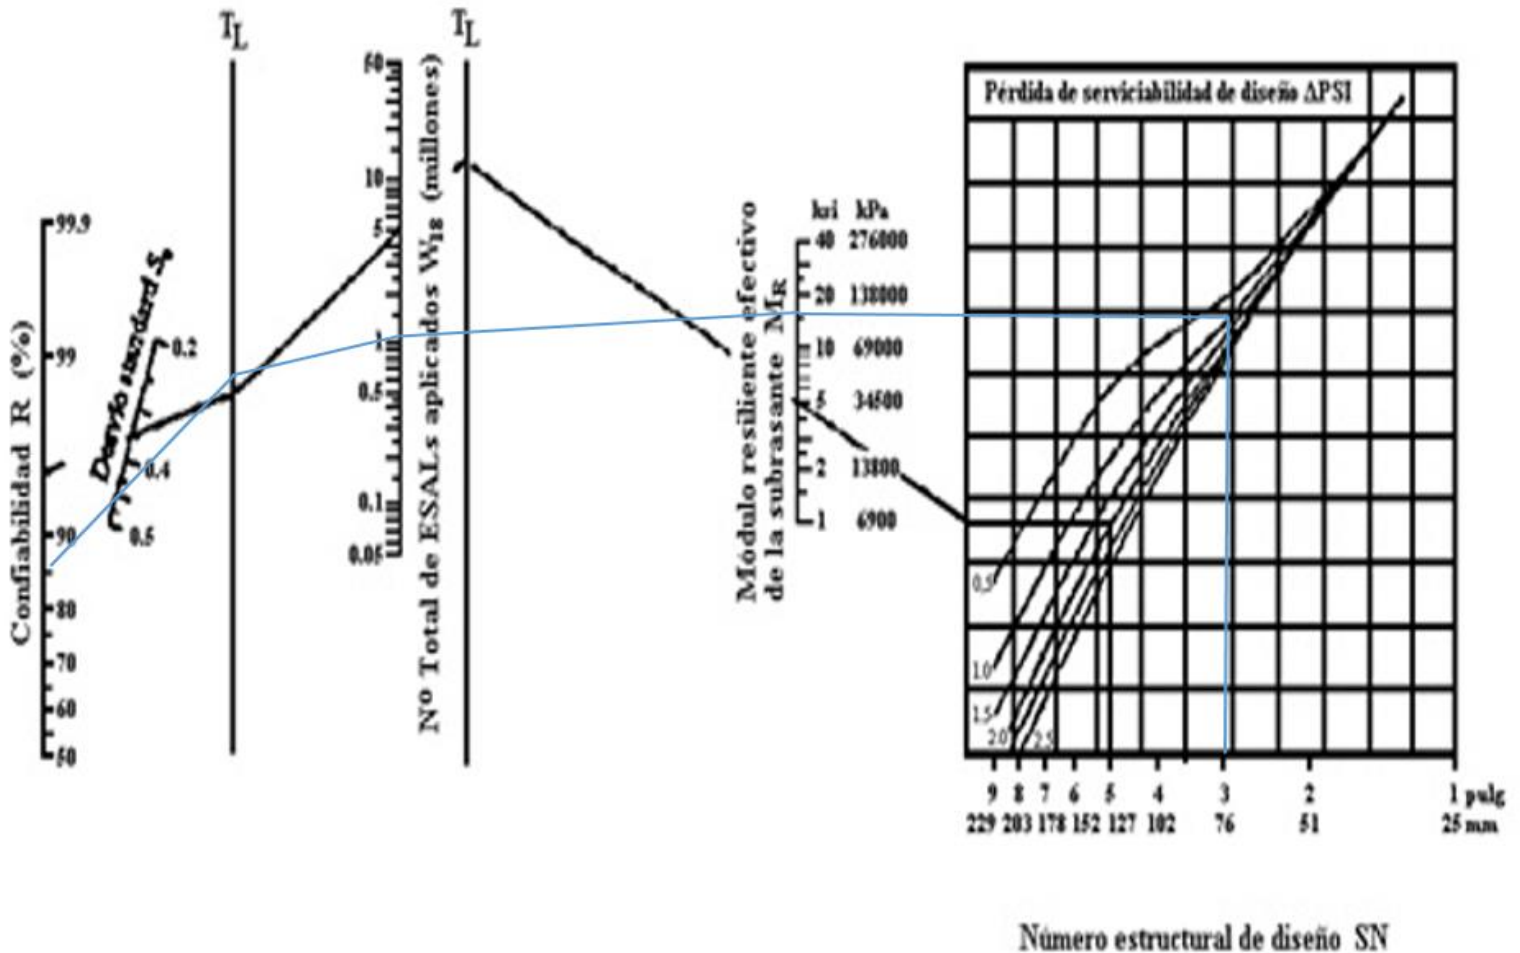 T_L
T_L
Confiabilidad R (%)
99.9
99
90
80
70
60
50
Desvío standard S_o
0.2
0.4
0.5
50
10
5
1
0.5
0.1
0.05
Nº Total de ESALs aplicados W₁₈ (millones)
Módulo resiliente efectivo
de la subrasante M_R
ksi kPa
40 276000
20 138000
10 69000
5 34500
2 13800
1 6900
Pérdida de serviciabilidad de diseño ΔPSI
0,5
1.0
1.5
2.0
2.5
9 8 7 6 5 4 3 2 1 pulg
229 203 178 152 127 102 76 51 25 mm
Número estructural de diseño SN